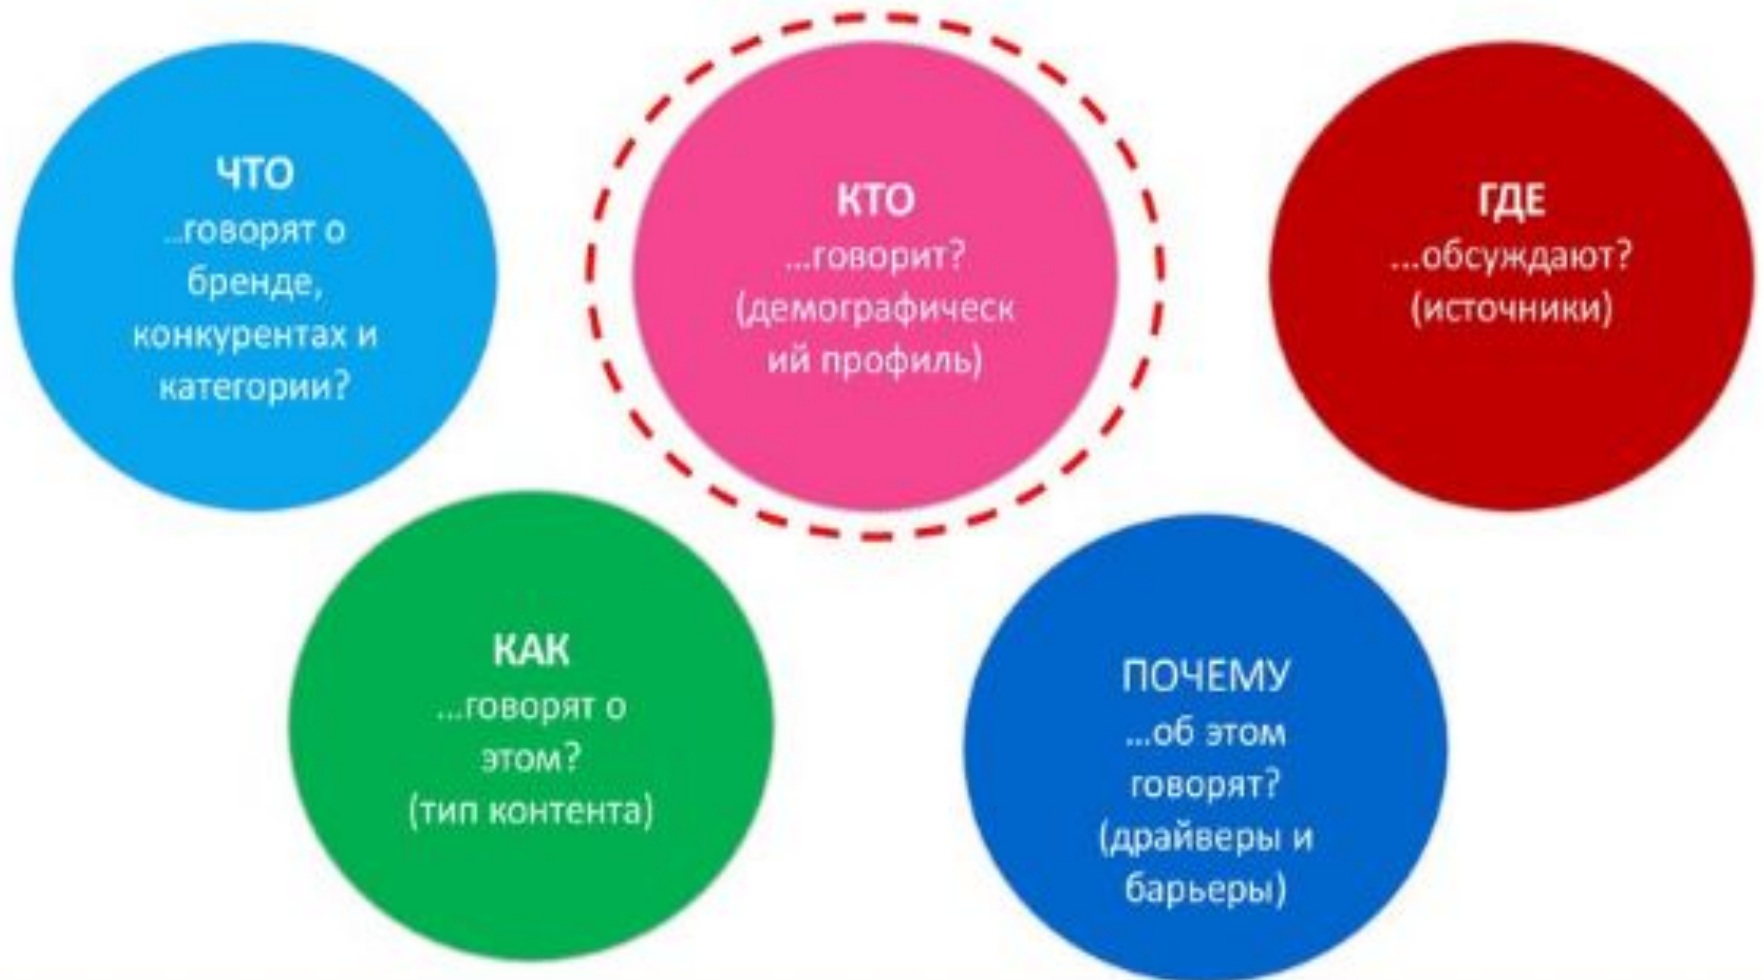 ЧТО
...говорят о
бренде,
конкурентах и
категории?
КТО
...говорит?
(демографическ
ий профиль)
ГДЕ
...обсуждают?
(источники)
КАК
...говорят о
этом?
(тип контента)
ПОЧЕМУ
...об этом
говорят?
(драйверы и
барьеры)